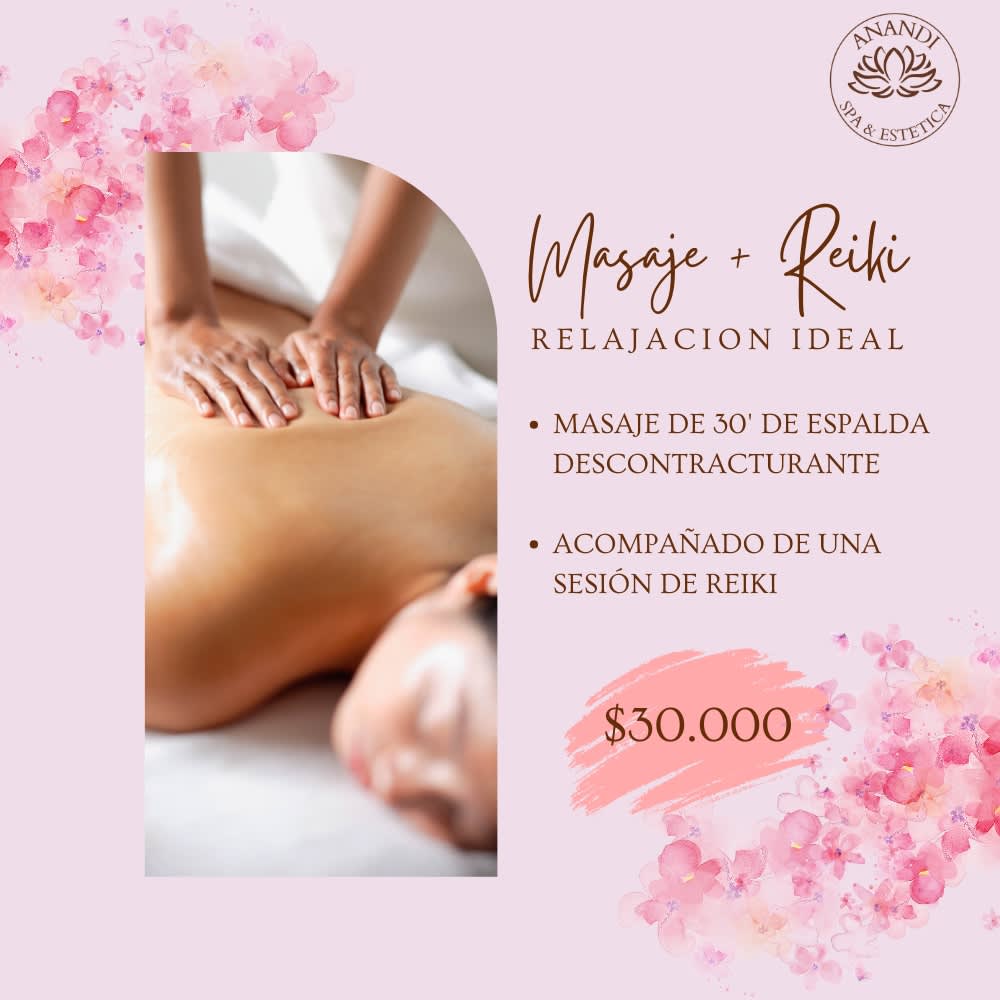 ANANDI
SPA & ESTETICA
Masaje + Reiki
RELAJACION IDEAL
• MASAJE DE 30' DE ESPALDA
DESCONTRACTURANTE
• ACOMPAÑADO DE UNA
SESIÓN DE REIKI
$30.000